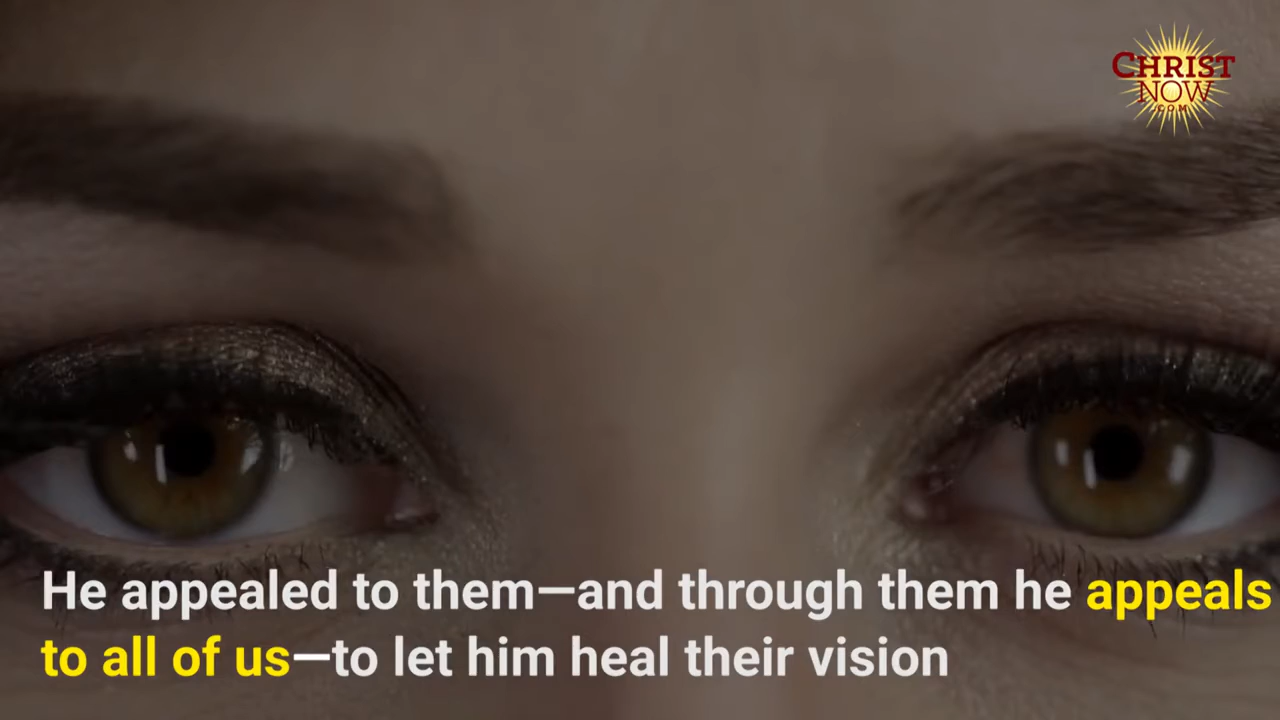 CHRIST
NOW
.COM
He appealed to them—and through them he appeals
to all of us—to let him heal their vision